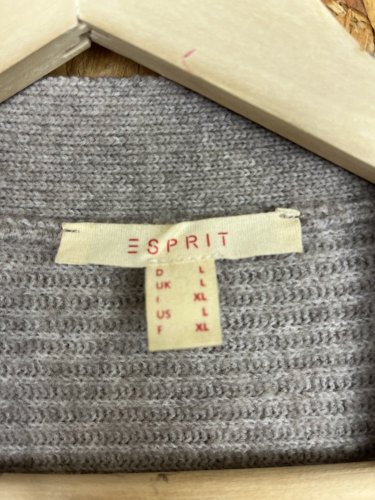 ESPRIT
D L
UK L
I XL
US L
F XL